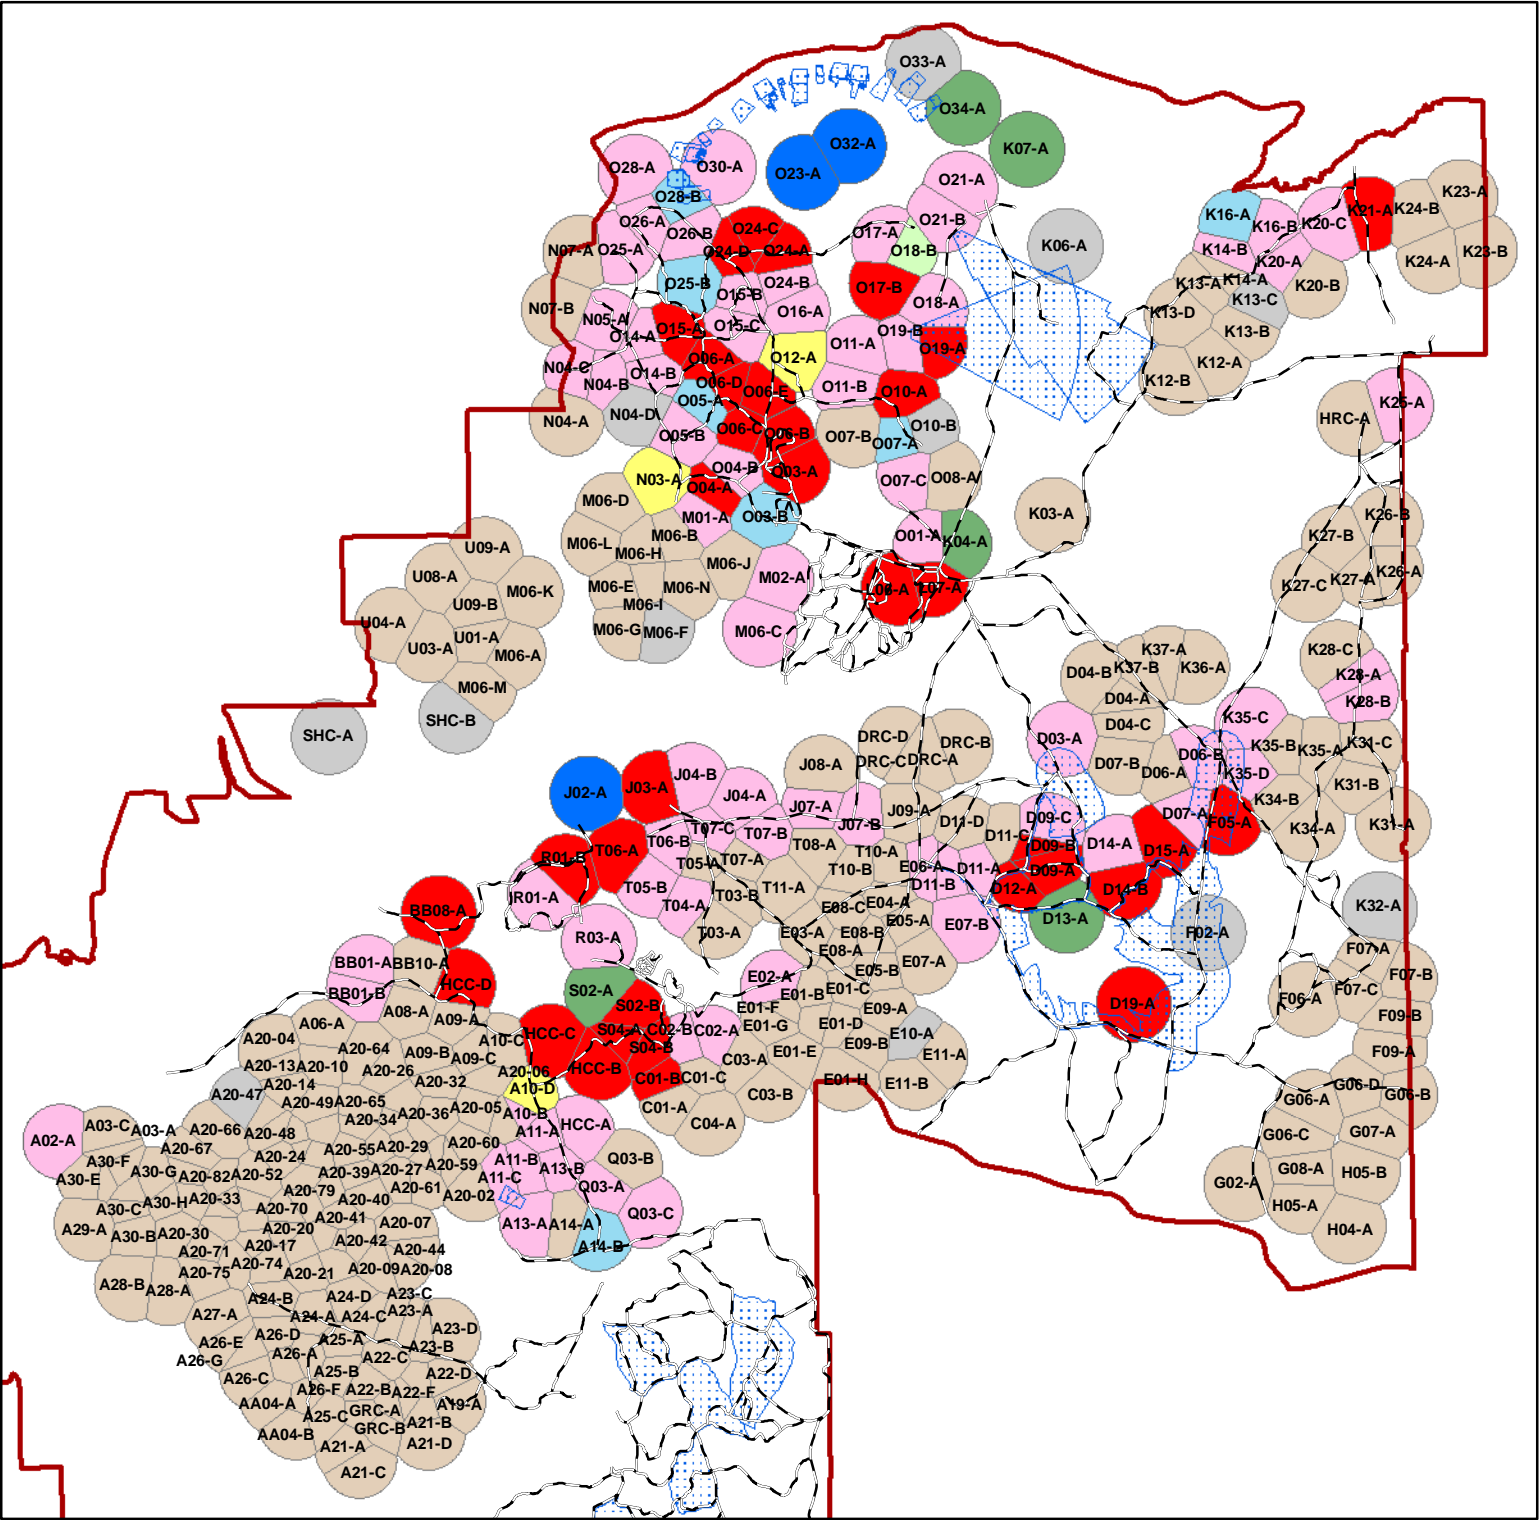 O33-A
O34-A
O32-A
K07-A
O23-A
O28-A
O30-A
O21-A
O28-B
K23-A
K16-A
K24-B
K21-A
O26-A
O21-B
K16-B
K20-C
O24-C
O26-B
O17-A
K06-A
N07-A
O25-A
O24-D
O24-A
O18-B
K14-B
K23-B
K20-A
K24-A
O25-B
O24-B
O17-B
K13-A
K14-A
K20-B
O15-B
O18-A
K13-C
N07-B
O16-A
K13-D
N05-A
O15-A
O15-C
O19-B
K13-B
O14-A
O11-A
O19-A
O06-A
O12-A
K12-A
N04-C
O14-B
N04-B
O06-D
O06-E
O11-B
O10-A
K12-B
O05-A
K25-A
N04-D
HRC-A
N04-A
O06-C
O10-B
O05-B
O06-B
O07-B
O07-A
O04-B
O03-A
N03-A
O07-C
O08-A
O04-A
M06-D
K03-A
K26-B
M01-A
O03-B
M06-B
O01-A
K04-A
K27-B
M06-L
U09-A
M06-H
M06-J
K26-A
U08-A
M02-A
K27-A
M06-E
M06-N
K27-C
M06-K
L07-A
U09-B
M06-I
U04-A
M06-G
M06-F
M06-C
U01-A
U03-A
K37-A
K28-C
M06-A
K37-B
K36-A
D04-B
K28-A
M06-M
D04-A
K28-B
SHC-B
K35-C
D04-C
SHC-A
DRC-D
D03-A
DRC-B
K31-C
K35-B
K35-A
D06-B
DRC-C
DRC-A
J08-A
D07-B
D06-A
K35-D
J04-B
K31-B
J03-A
J02-A
J04-A
K34-B
J07-A
J09-A
D07-A
D09-C
D11-D
F05-A
K31-A
J07-B
T07-C
K34-A
T07-B
D11-C
T06-B
D14-A
T08-A
D09-B
T06-A
D15-A
T10-A
R01-B
T07-A
T05-A
E06-A
D11-A
T10-B
D09-A
D11-B
T05-B
T11-A
D12-A
D14-B
R01-A
T03-B
T04-A
E04-A
K32-A
E08-C
BB08-A
D13-A
E05-A
E07-B
T03-A
E03-A
E08-B
F02-A
R03-A
E08-A
F07-A
BB01-A
BB10-A
E07-A
E05-B
F07-B
E02-A
HCC-D
S02-A
E01-C
F07-C
BB01-B
E01-B
F06-A
D19-A
S02-B
E01-F
E09-A
A08-A
F09-B
A09-A
A06-A
E01-G
E01-D
S04-A
C02-B
C02-A
HCC-C
E10-A
A20-04
A10-C
E09-B
A20-64
S04-B
E01-E
F09-A
A09-B
E11-A
A09-C
C03-A
A20-13
A20-10
HCC-B
A20-26
A20-06
C01-B
C01-C
E01-H
A20-32
G06-D
A20-14
A10-D
E11-B
A20-47
C03-B
G06-B
A20-49
A20-65
G06-A
A20-05
C01-A
A20-36
A10-B
A20-34
C04-A
HCC-A
A03-C
A03-A
A20-66
A11-A
G07-A
A20-48
G06-C
A02-A
A20-60
A20-67
A20-55
A20-29
A20-24
Q03-B
A11-B
A30-F
A20-59
A13-B
G08-A
A30-G
A20-82
A20-52
A20-39
A20-27
H05-B
A30-E
A11-C
G02-A
Q03-A
A20-61
A20-79
A20-02
A20-33
A20-40
A30-H
H05-A
A30-C
A20-70
Q03-C
A20-41
A20-07
A13-A
A14-A
A29-A
A20-20
H04-A
A20-30
A30-B
A20-42
A20-17
A14-B
A20-71
A20-44
A20-74
A20-09
A20-08
A20-75
A20-21
A28-B
A28-A
A23-C
A24-D
A24-B
A23-A
A27-A
A24-A
A24-C
A23-D
A26-D
A25-A
A26-E
A23-B
A26-A
A22-C
A26-G
A25-B
A22-D
A26-C
A26-F
A22-B
A22-F
AA04-A
A19-A
GRC-A
A25-C
A21-B
GRC-B
AA04-B
A21-D
A21-A
A21-C